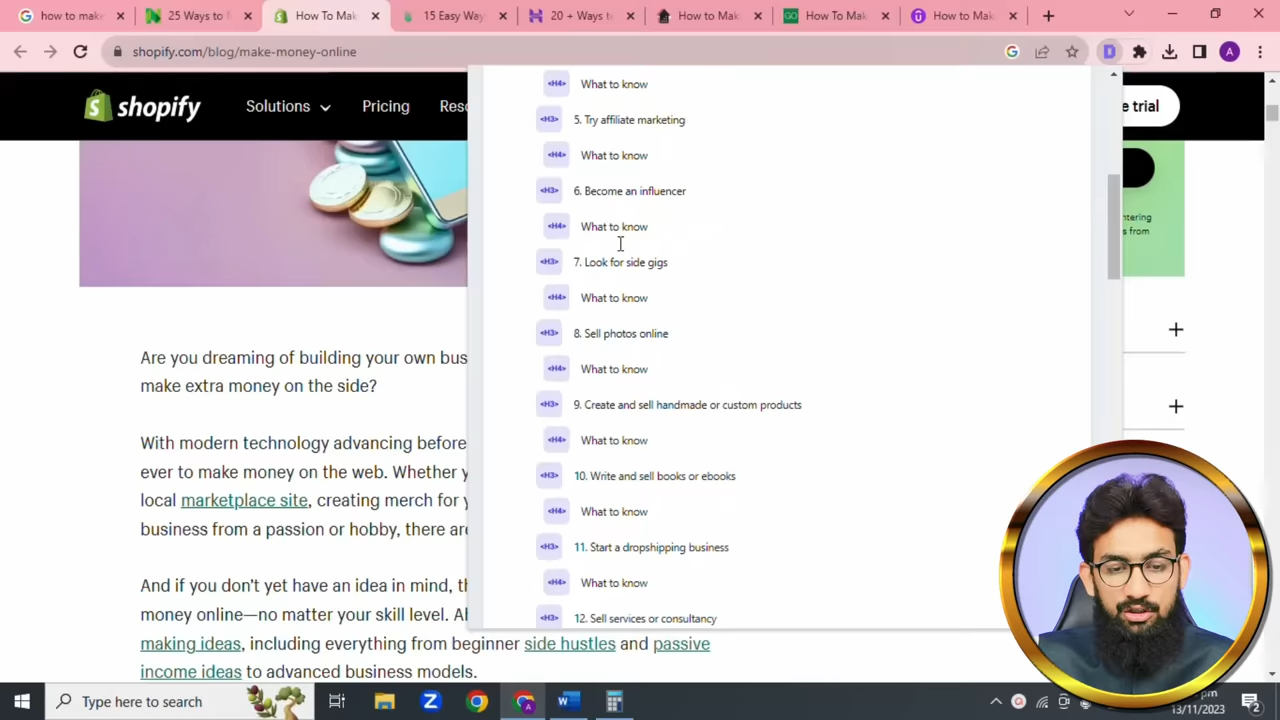 how to make
25 Ways to
How To Mak
15 Easy Way
20 + Ways to
How to Mak
How To Mak
How to Mak
shopify.com/blog/make-money-online
A
shopify
Solutions
Pricing
Reso
e trial
<H4> What to know
<H3> 5. Try affiliate marketing
<H4> What to know
<H3> 6. Become an influencer
<H4> What to know
<H3> 7. Look for side gigs
<H4> What to know
<H3> 8. Sell photos online
<H4> What to know
<H3> 9. Create and sell handmade or custom products
<H4> What to know
<H3> 10. Write and sell books or ebooks
<H4> What to know
<H3> 11. Start a dropshipping business
<H4> What to know
<H3> 12. Sell services or consultancy
ntering
s from
Are you dreaming of building your own bus
make extra money on the side?
With modern technology advancing before
ever to make money on the web. Whether y
local marketplace site, creating merch for y
business from a passion or hobby, there are
And if you don't yet have an idea in mind, th
money online—no matter your skill level. Ah
making ideas, including everything from beginner side hustles and passive
income ideas to advanced business models.
Type here to search
pm
13/11/2023
2